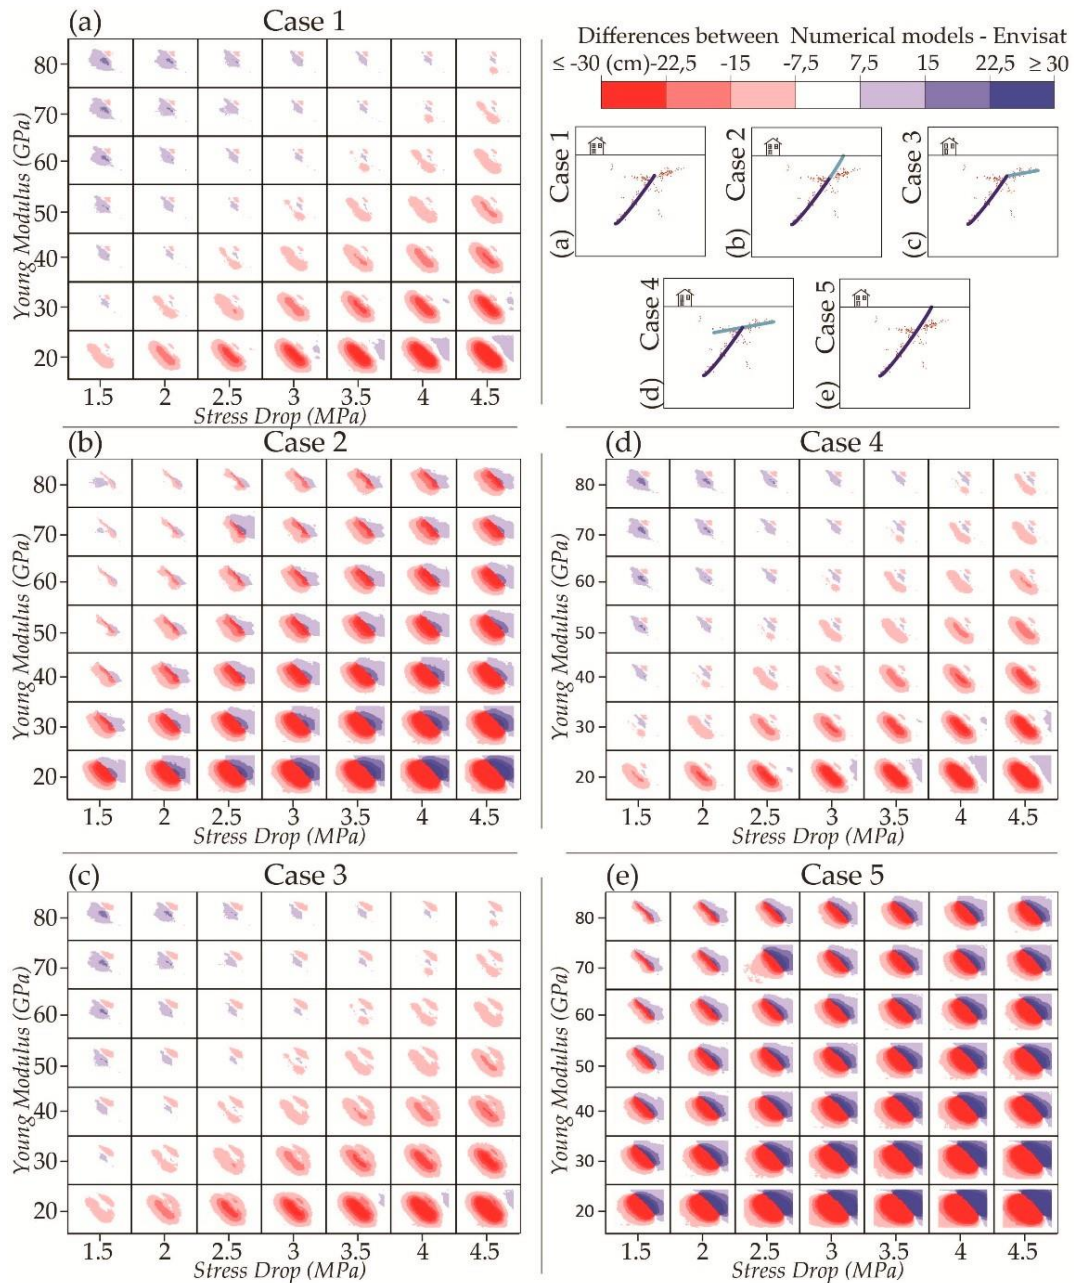 (a) Case 1
80
70
60
50
40
30
20
Young Modulus (GPa)
1.5 2 2.5 3 3.5 4 4.5
Stress Drop (MPa)
Differences between Numerical models - Envisat
≤ -30 (cm) -22,5 -15 -7,5 7,5 15 22,5 ≥ 30
(a) Case 1
(b) Case 2
(c) Case 3
(d) Case 4
(e) Case 5
(b) Case 2
80
70
60
50
40
30
20
Young Modulus (GPa)
1.5 2 2.5 3 3.5 4 4.5
Stress Drop (MPa)
(d) Case 4
80
70
60
50
40
30
20
Young Modulus (GPa)
1.5 2 2.5 3 3.5 4 4.5
Stress Drop (MPa)
(c) Case 3
80
70
60
50
40
30
20
Young Modulus (GPa)
1.5 2 2.5 3 3.5 4 4.5
Stress Drop (MPa)
(e) Case 5
80
70
60
50
40
30
20
Young Modulus (GPa)
1.5 2 2.5 3 3.5 4 4.5
Stress Drop (MPa)